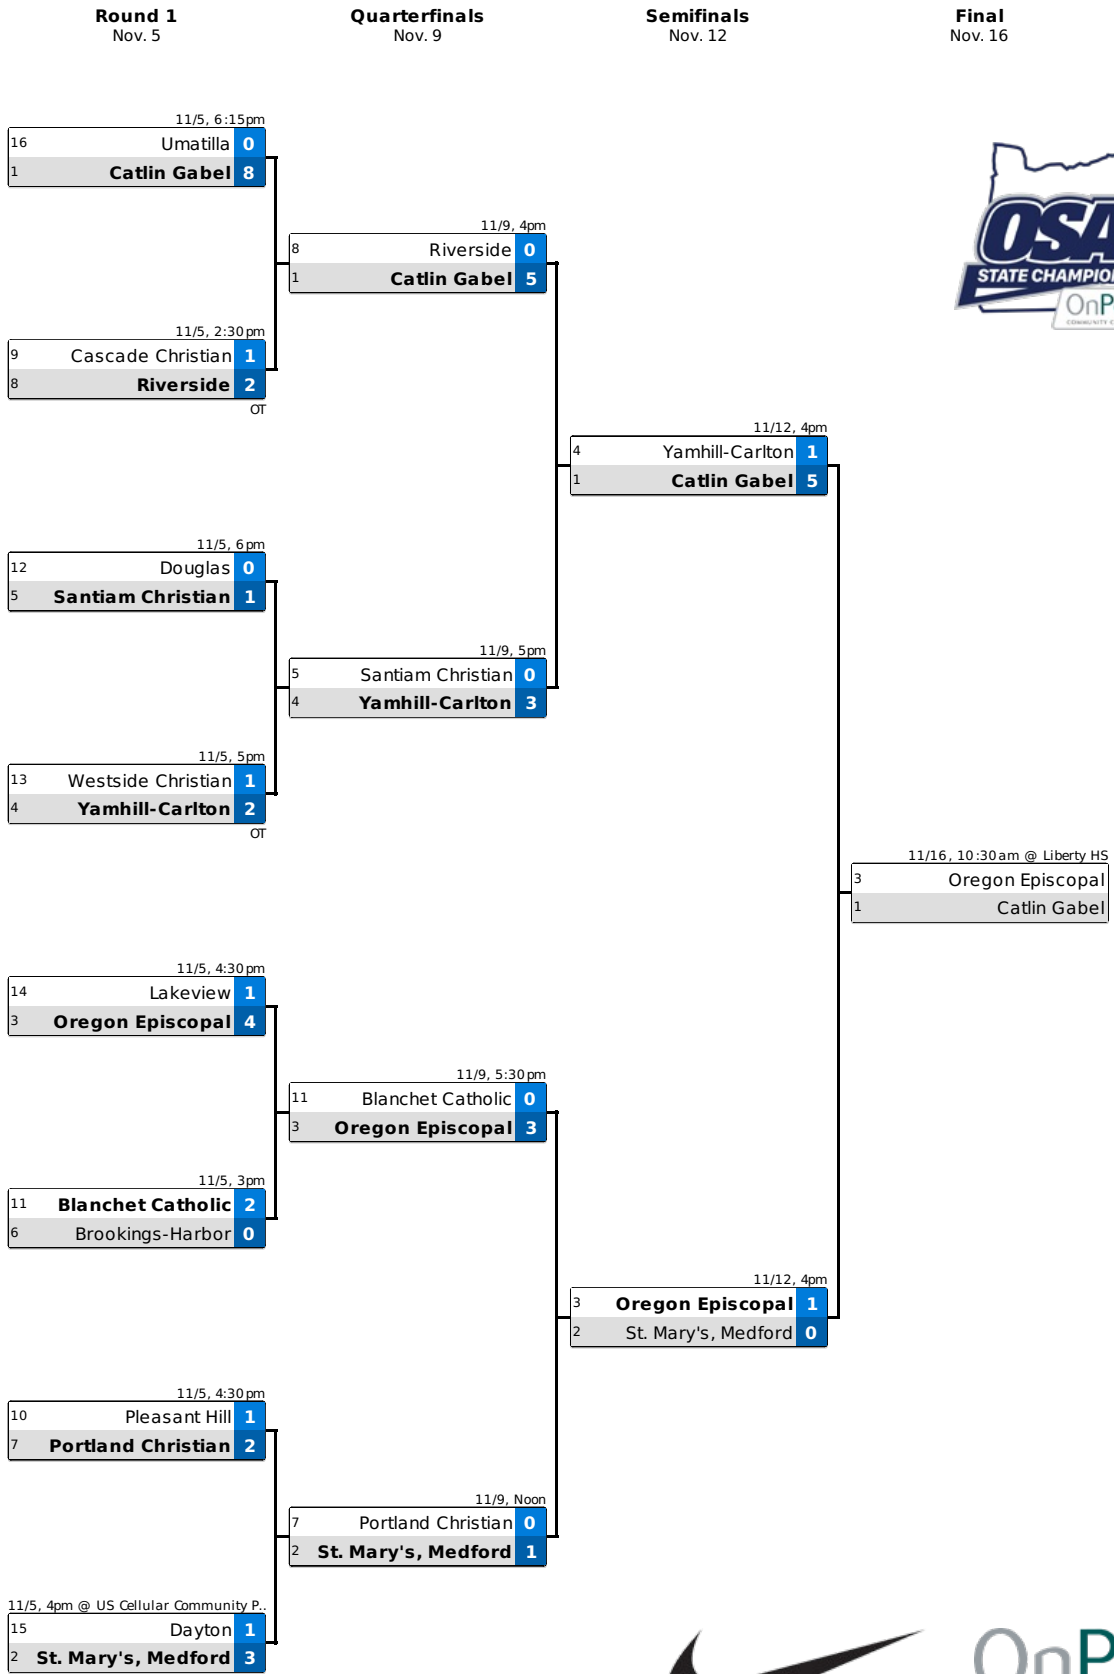 Round 1
Nov. 5
Quarterfinals
Nov. 9
Semifinals
Nov. 12
Final
Nov. 16
11/5, 6:15pm
16 Umatilla 0
1 Catlin Gabel 8
11/9, 4pm
8 Riverside 0
1 Catlin Gabel 5
OSA
STATE CHAMPIO
OnP
11/5, 2:30pm
9 Cascade Christian 1
8 Riverside 2
OT
11/12, 4pm
4 Yamhill-Carlton 1
1 Catlin Gabel 5
11/5, 6pm
12 Douglas 0
5 Santiam Christian 1
11/9, 5pm
5 Santiam Christian 0
4 Yamhill-Carlton 3
11/5, 5pm
13 Westside Christian 1
4 Yamhill-Carlton 2
OT
11/16, 10:30am @ Liberty HS
3 Oregon Episcopal
1 Catlin Gabel
11/5, 4:30pm
14 Lakeview 1
3 Oregon Episcopal 4
11/9, 5:30pm
11 Blanchet Catholic 0
3 Oregon Episcopal 3
11/5, 3pm
11 Blanchet Catholic 2
6 Brookings-Harbor 0
11/12, 4pm
3 Oregon Episcopal 1
2 St. Mary's, Medford 0
11/5, 4:30pm
10 Pleasant Hill 1
7 Portland Christian 2
11/9, Noon
7 Portland Christian 0
2 St. Mary's, Medford 1
11/5, 4pm @ US Cellular Community P..
15 Dayton 1
2 St. Mary's, Medford 3
OnP